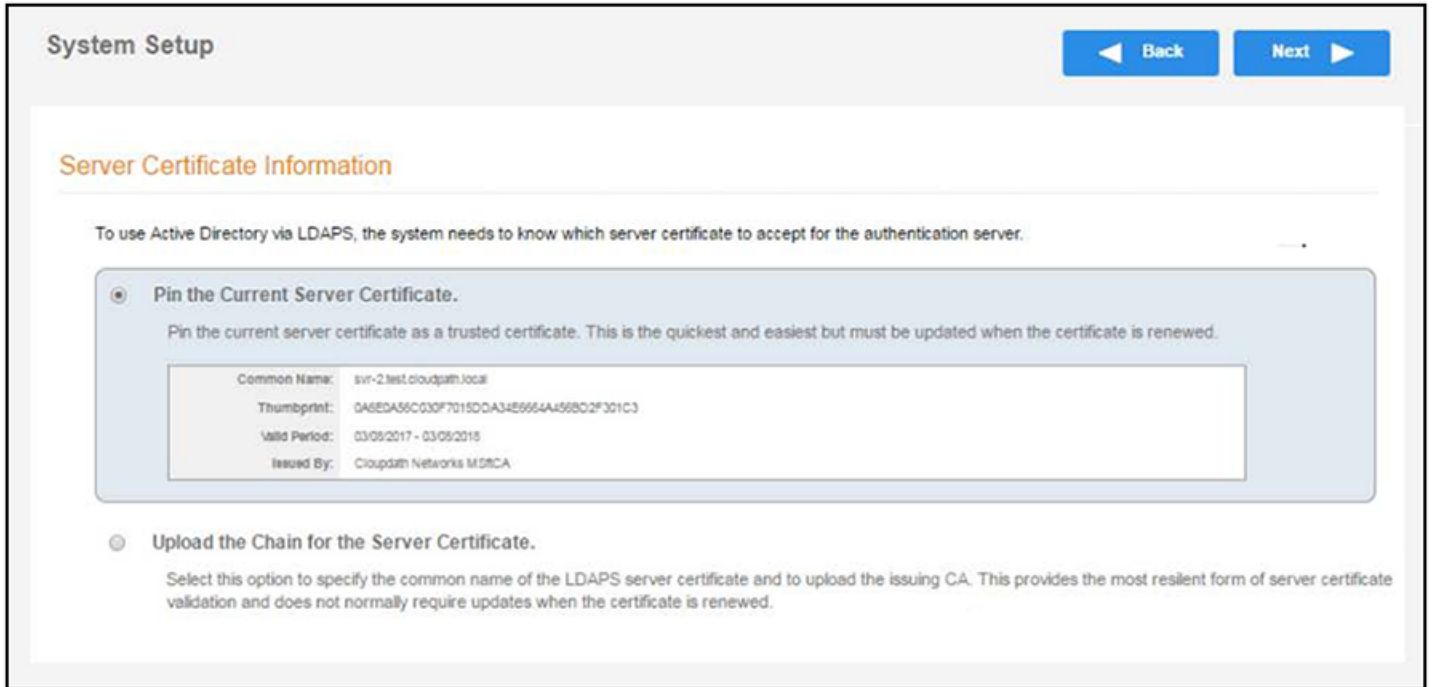 System Setup
Back
Next
Server Certificate Information
To use Active Directory via LDAPS, the system needs to know which server certificate to accept for the authentication server.
Pin the Current Server Certificate.
Pin the current server certificate as a trusted certificate. This is the quickest and easiest but must be updated when the certificate is renewed.
Common Name: svr-2.test.cloudpath.local
Thumbprint:
Valid Period: 03/08/2017 - 03/08/2018
Issued By: Cloudpath Networks MSftCA
Upload the Chain for the Server Certificate.
Select this option to specify the common name of the LDAPS server certificate and to upload the issuing CA. This provides the most resilent form of server certificate
validation and does not normally require updates when the certificate is renewed.